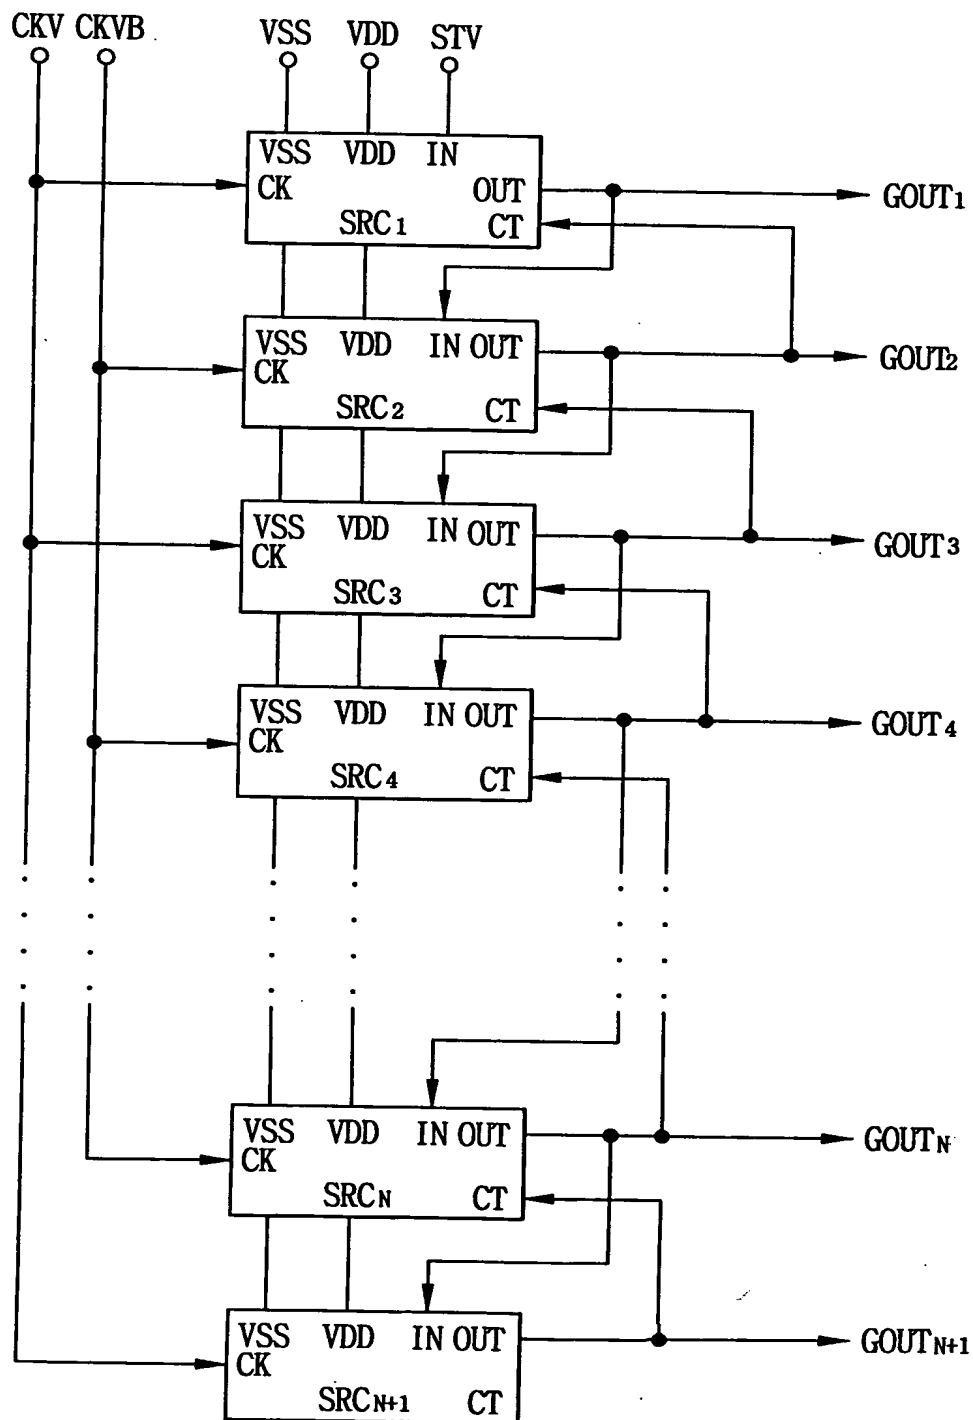 CKV CKVB VSS VDD STV
VSS VDD IN
CK OUT GOUT1
SRC1 CT
VSS VDD IN OUT GOUT2
CK
SRC2 CT
VSS VDD IN OUT GOUT3
CK
SRC3 CT
VSS VDD IN OUT GOUT4
CK
SRC4 CT
VSS VDD IN OUT GOUTN
CK
SRCN CT
VSS VDD IN OUT GOUTN+1
CK
SRCN+1 CT